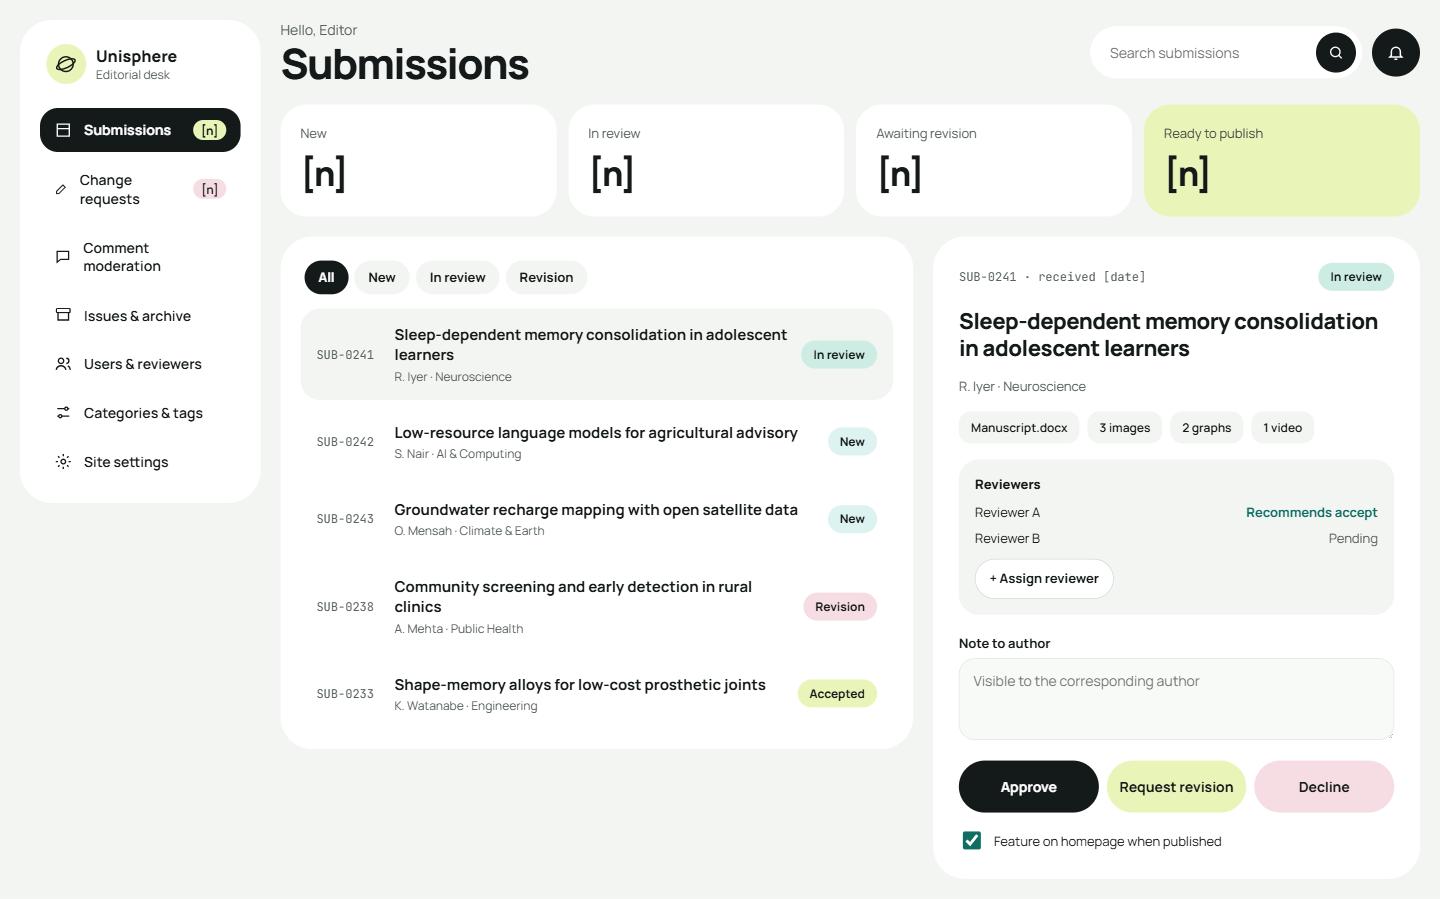 Unisphere
Editorial desk
Submissions [n]
Change
requests [n]
Comment
moderation
Issues & archive
Users & reviewers
Categories & tags
Site settings
Hello, Editor
Submissions
Search submissions
New
[n]
In review
[n]
Awaiting revision
[n]
Ready to publish
[n]
All New In review Revision
SUB-0241
Sleep-dependent memory consolidation in adolescent
learners
R. Iyer · Neuroscience
In review
SUB-0242
Low-resource language models for agricultural advisory
S. Nair · AI & Computing
New
SUB-0243
Groundwater recharge mapping with open satellite data
O. Mensah · Climate & Earth
New
SUB-0238
Community screening and early detection in rural
clinics
A. Mehta · Public Health
Revision
SUB-0233
Shape-memory alloys for low-cost prosthetic joints
K. Watanabe · Engineering
Accepted
SUB-0241 · received [date] In review
Sleep-dependent memory consolidation
in adolescent learners
R. Iyer · Neuroscience
Manuscript.docx 3 images 2 graphs 1 video
Reviewers
Reviewer A Recommends accept
Reviewer B Pending
+ Assign reviewer
Note to author
Visible to the corresponding author
Approve Request revision Decline
Feature on homepage when published